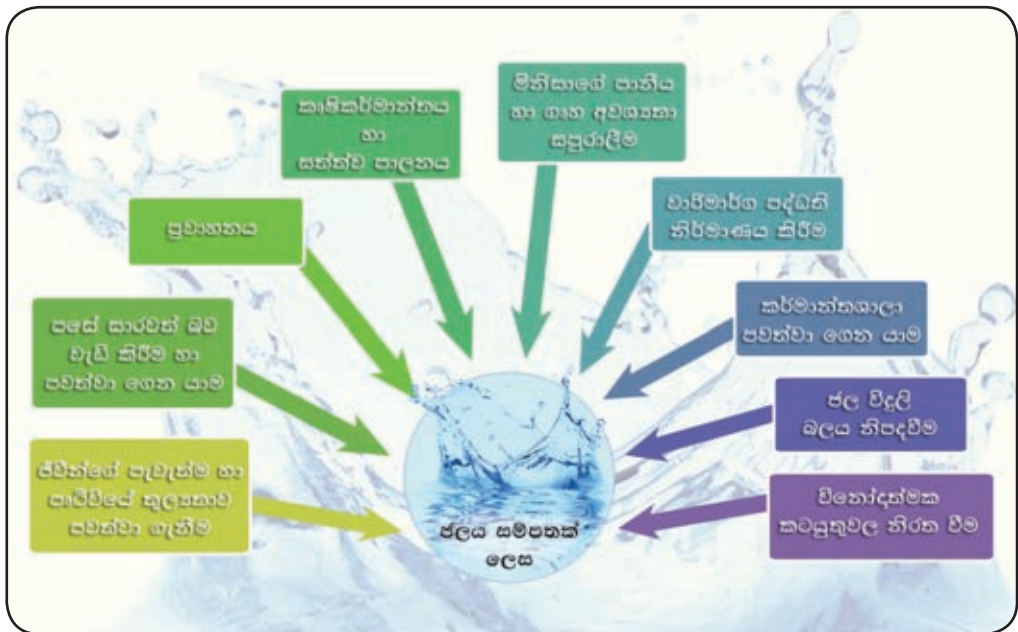 මිනිසාගේ පානීය
හා ගෘහ අවශ්‍යතා
සපුරාලීම
කෘෂිකර්මාන්තය
හා
සත්ත්ව පාලනය
වාරිමාර්ග පද්ධති
නිර්මාණය කිරීම
ප්‍රවාහනය
කර්මාන්තශාලා
පවත්වා ගෙන යාම
පසේ සාරවත් බව
වැඩි කිරීම හා
පවත්වා ගෙන යාම
ජල විදුලි
බලය නිපදවීම
ජීවීන්ගේ පැවැත්ම හා
පෘථිවියේ තුල්‍යතාව
පවත්වා ගැනීම
විනෝදාත්මක
කටයුතුවල නිරත වීම
ජලය සම්පතක්
ලෙස